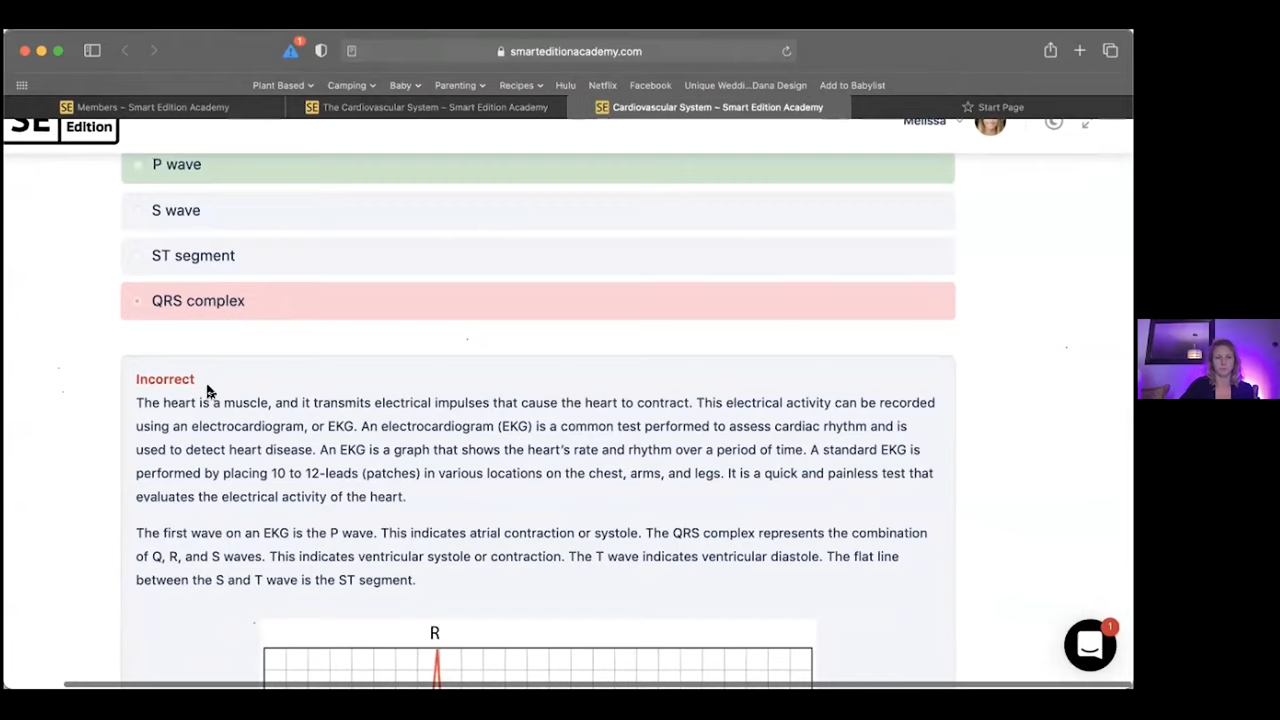 smarteditionacademy.com
1
Plant Based Camping Baby Parenting Recipes Hulu Netflix Facebook Unique Weddi...Dana Design Add to Babylist
SE Members ~ Smart Edition Academy SE The Cardiovascular System ~ Smart Edition Academy SE Cardiovascular System ~ Smart Edition Academy Start Page
SE Edition Melissa
P wave
S wave
ST segment
QRS complex
Incorrect
The heart is a muscle, and it transmits electrical impulses that cause the heart to contract. This electrical activity can be recorded
using an electrocardiogram, or EKG. An electrocardiogram (EKG) is a common test performed to assess cardiac rhythm and is
used to detect heart disease. An EKG is a graph that shows the heart's rate and rhythm over a period of time. A standard EKG is
performed by placing 10 to 12-leads (patches) in various locations on the chest, arms, and legs. It is a quick and painless test that
evaluates the electrical activity of the heart.
The first wave on an EKG is the P wave. This indicates atrial contraction or systole. The QRS complex represents the combination
of Q, R, and S waves. This indicates ventricular systole or contraction. The T wave indicates ventricular diastole. The flat line
between the S and T wave is the ST segment.
R
1